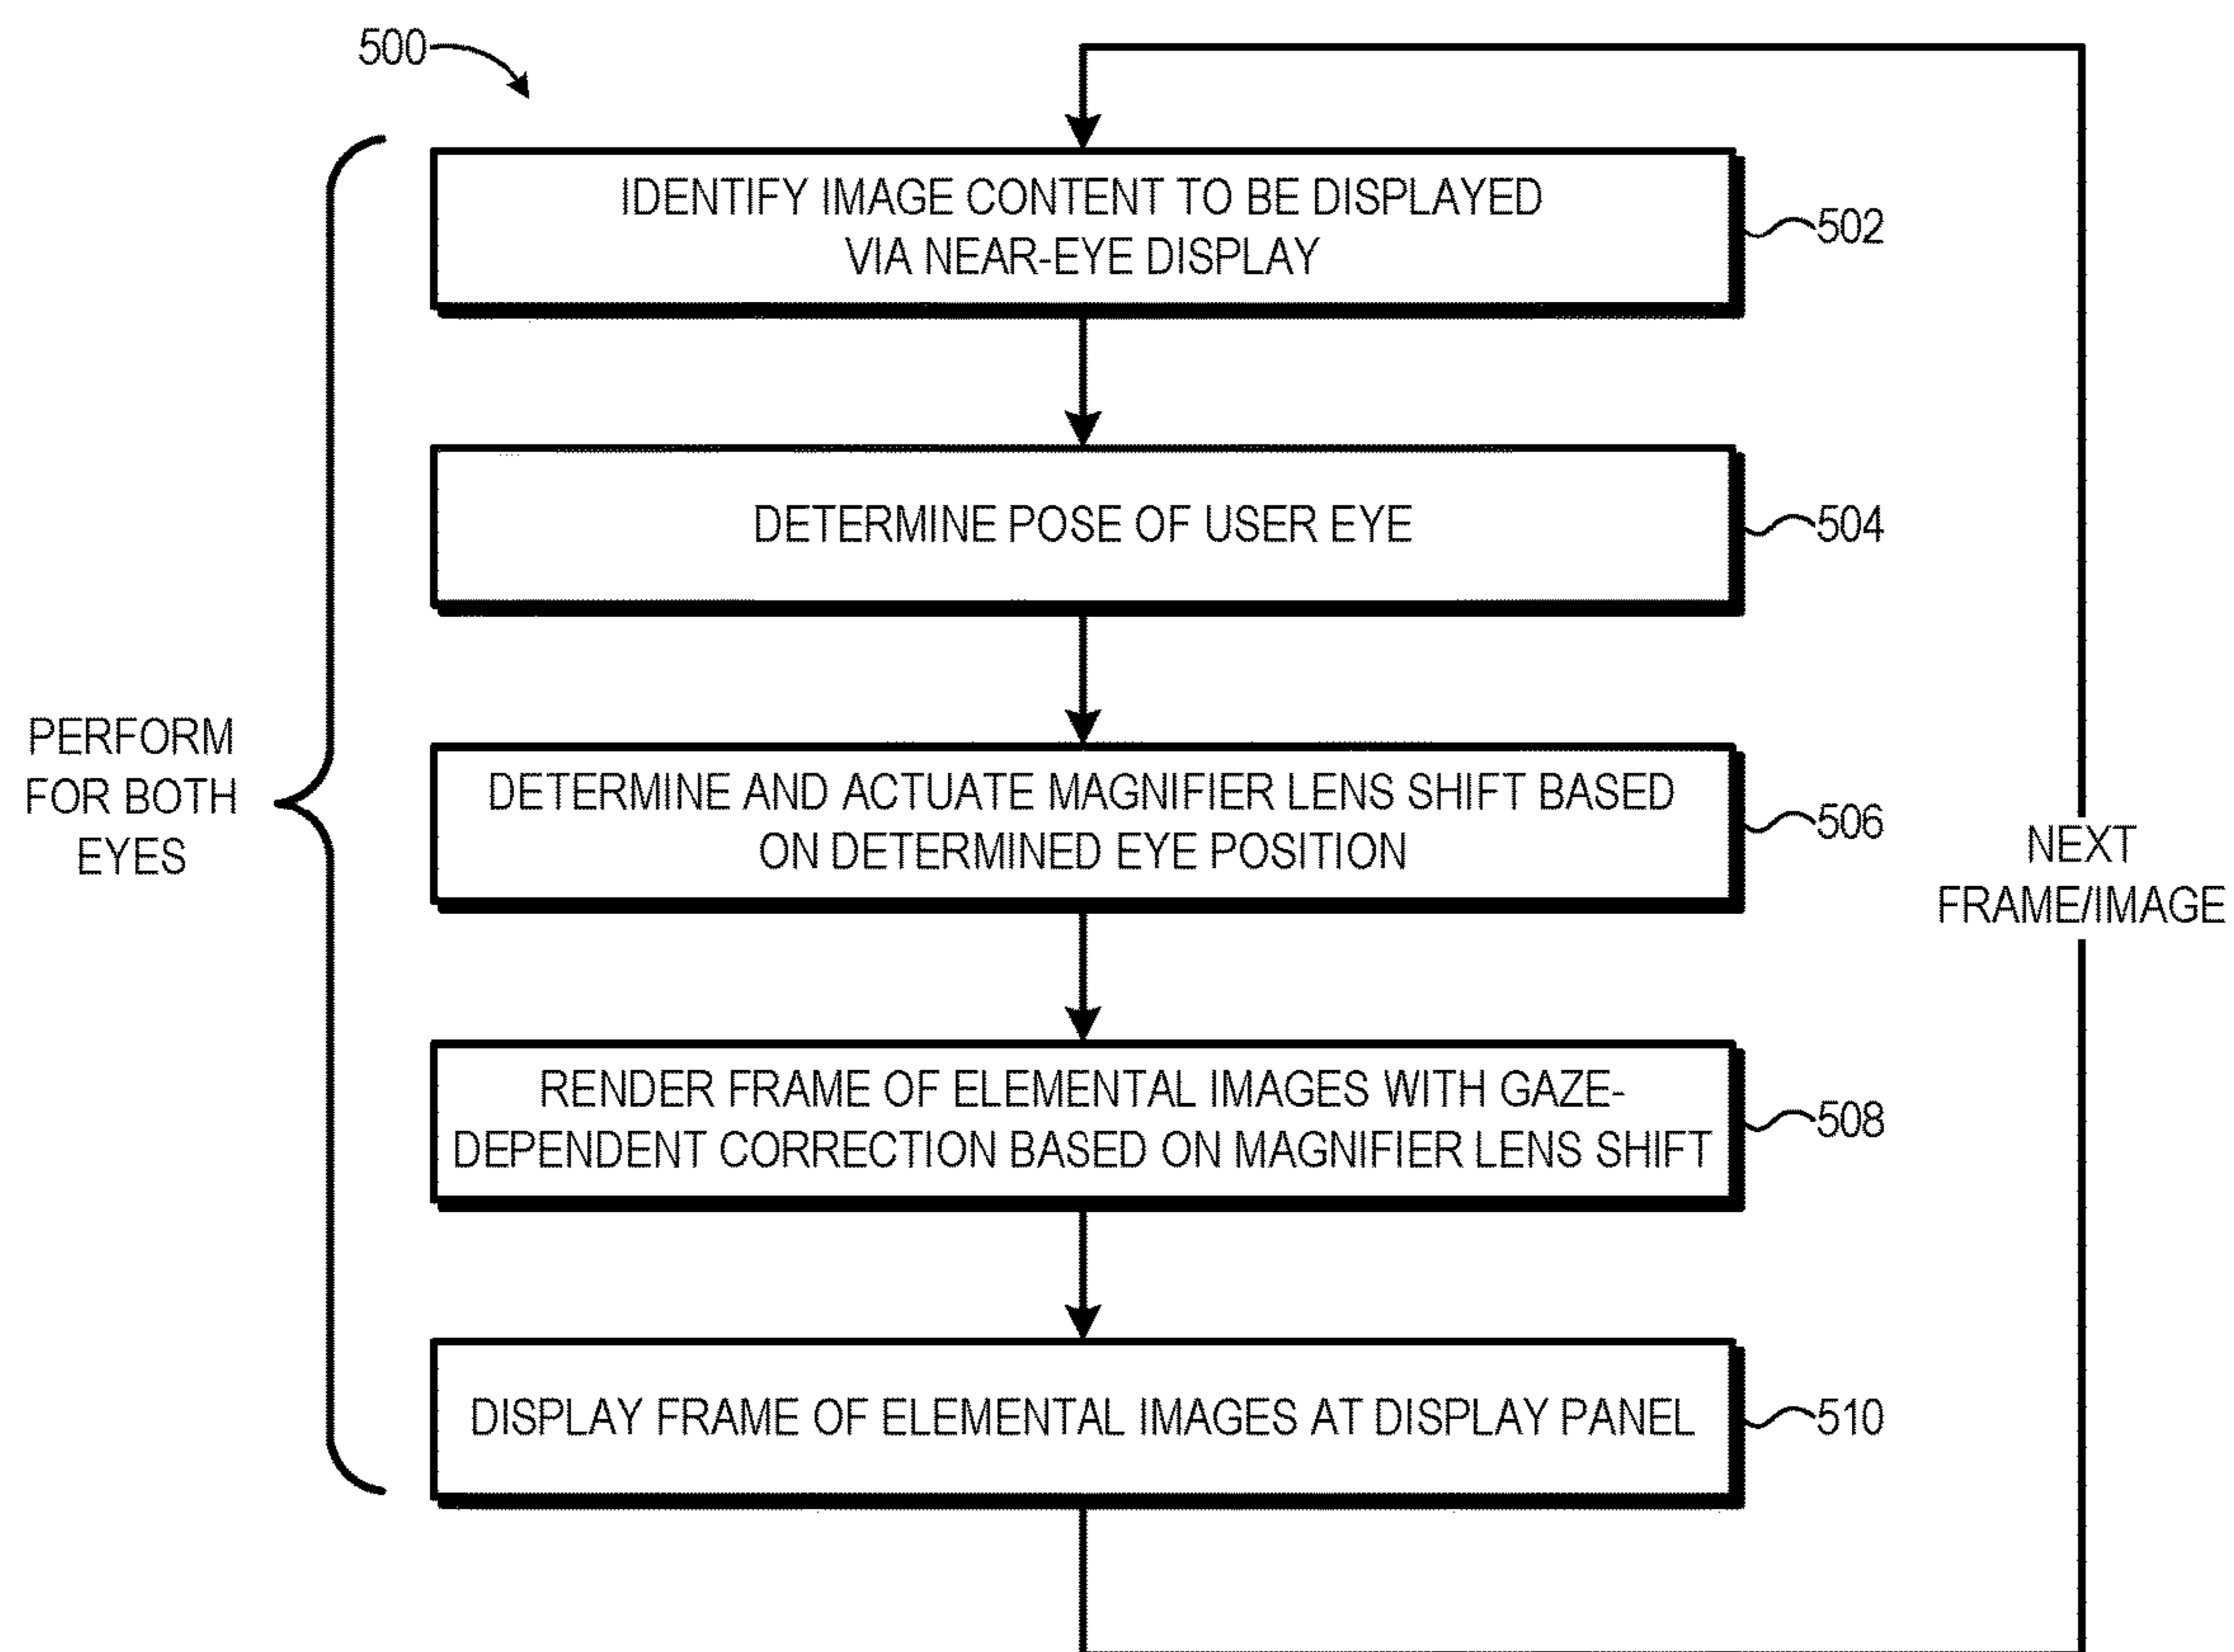 500
IDENTIFY IMAGE CONTENT TO BE DISPLAYED
VIA NEAR-EYE DISPLAY
502
DETERMINE POSE OF USER EYE
504
PERFORM
FOR BOTH
EYES
DETERMINE AND ACTUATE MAGNIFIER LENS SHIFT BASED
ON DETERMINED EYE POSITION
506
NEXT
FRAME/IMAGE
RENDER FRAME OF ELEMENTAL IMAGES WITH GAZE-
DEPENDENT CORRECTION BASED ON MAGNIFIER LENS SHIFT
508
DISPLAY FRAME OF ELEMENTAL IMAGES AT DISPLAY PANEL
510